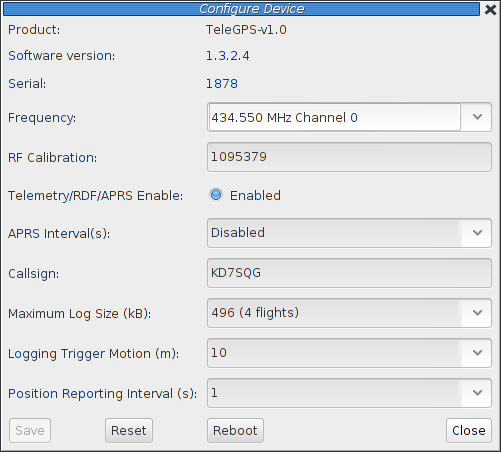 Configure Device
Product: TeleGPS-v1.0
Software version: 1.3.2.4
Serial: 1878
Frequency: 434.550 MHz Channel 0
RF Calibration: 1095379
Telemetry/RDF/APRS Enable: Enabled
APRS Interval(s): Disabled
Callsign: KD7SQG
Maximum Log Size (kB): 496 (4 flights)
Logging Trigger Motion (m): 10
Position Reporting Interval (s): 1
Save Reset Reboot Close